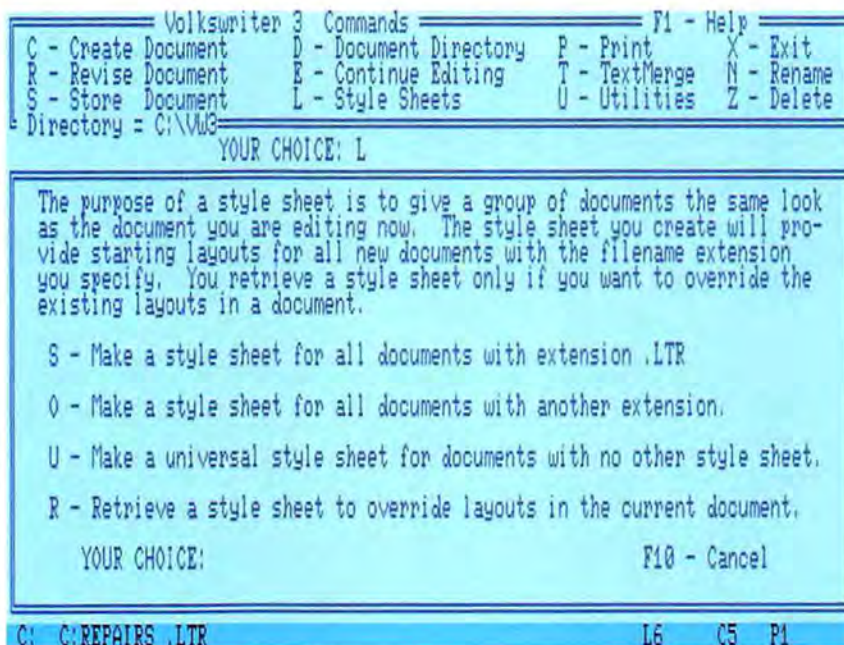 Volkswriter 3 Commands F1 - Help
C - Create Document D - Document Directory P - Print X - Exit
R - Revise Document E - Continue Editing T - TextMerge N - Rename
S - Store Document L - Style Sheets U - Utilities Z - Delete
Directory = C:\VW3
YOUR CHOICE: L
The purpose of a style sheet is to give a group of documents the same look
as the document you are editing now. The style sheet you create will pro-
vide starting layouts for all new documents with the filename extension
you specify. You retrieve a style sheet only if you want to override the
existing layouts in a document.
S - Make a style sheet for all documents with extension .LTR
O - Make a style sheet for all documents with another extension.
U - Make a universal style sheet for documents with no other style sheet.
R - Retrieve a style sheet to override layouts in the current document.
YOUR CHOICE: F10 - Cancel
C: C:REPAIRS .LTR L6 C5 P1